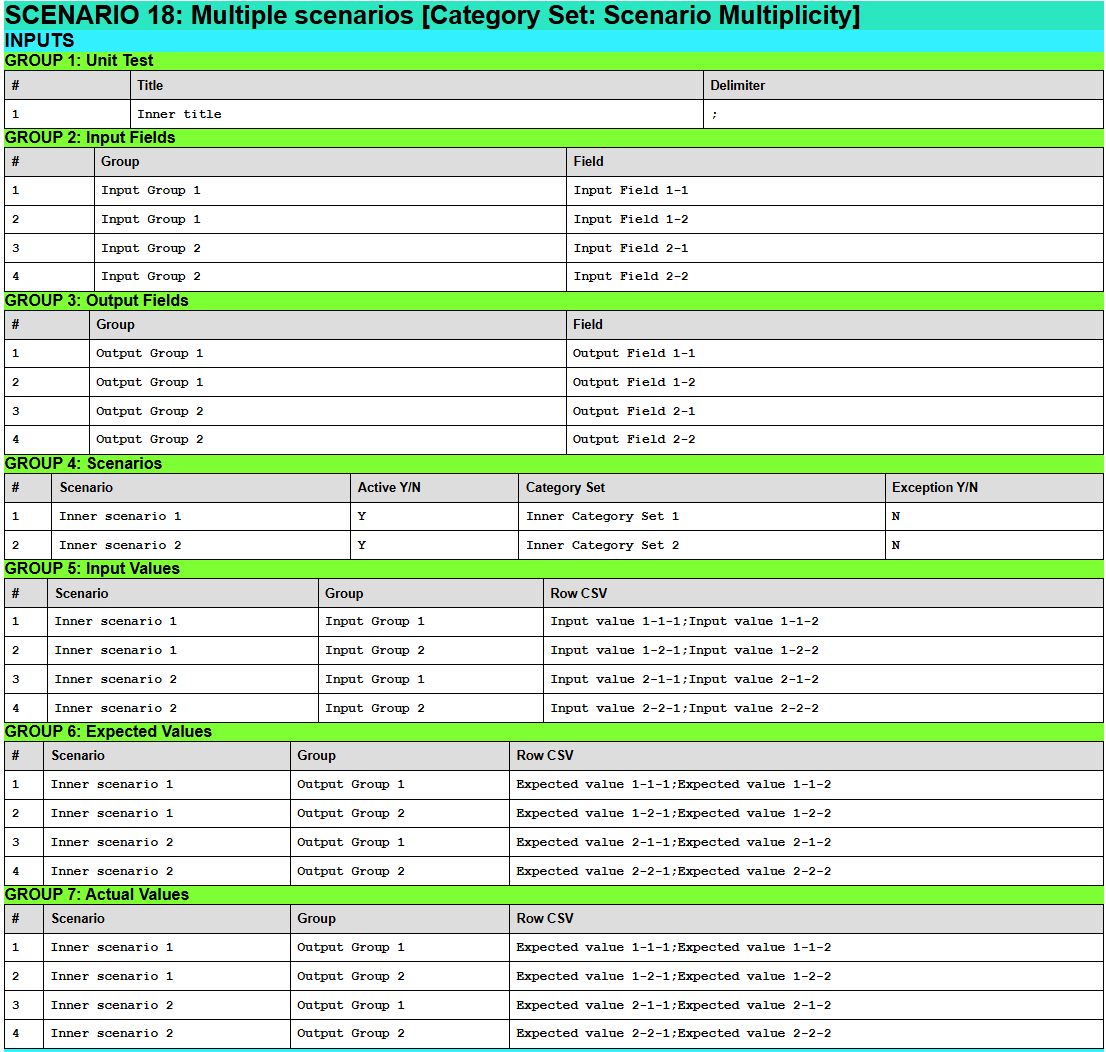 SCENARIO 18: Multiple scenarios [Category Set: Scenario Multiplicity]
INPUTS
GROUP 1: Unit Test
# Title Delimiter
1 Inner title ;
GROUP 2: Input Fields
# Group Field
1 Input Group 1 Input Field 1-1
2 Input Group 1 Input Field 1-2
3 Input Group 2 Input Field 2-1
4 Input Group 2 Input Field 2-2
GROUP 3: Output Fields
# Group Field
1 Output Group 1 Output Field 1-1
2 Output Group 1 Output Field 1-2
3 Output Group 2 Output Field 2-1
4 Output Group 2 Output Field 2-2
GROUP 4: Scenarios
# Scenario Active Y/N Category Set Exception Y/N
1 Inner scenario 1 Y Inner Category Set 1 N
2 Inner scenario 2 Y Inner Category Set 2 N
GROUP 5: Input Values
# Scenario Group Row CSV
1 Inner scenario 1 Input Group 1 Input value 1-1-1;Input value 1-1-2
2 Inner scenario 1 Input Group 2 Input value 1-2-1;Input value 1-2-2
3 Inner scenario 2 Input Group 1 Input value 2-1-1;Input value 2-1-2
4 Inner scenario 2 Input Group 2 Input value 2-2-1;Input value 2-2-2
GROUP 6: Expected Values
# Scenario Group Row CSV
1 Inner scenario 1 Output Group 1 Expected value 1-1-1;Expected value 1-1-2
2 Inner scenario 1 Output Group 2 Expected value 1-2-1;Expected value 1-2-2
3 Inner scenario 2 Output Group 1 Expected value 2-1-1;Expected value 2-1-2
4 Inner scenario 2 Output Group 2 Expected value 2-2-1;Expected value 2-2-2
GROUP 7: Actual Values
# Scenario Group Row CSV
1 Inner scenario 1 Output Group 1 Expected value 1-1-1;Expected value 1-1-2
2 Inner scenario 1 Output Group 2 Expected value 1-2-1;Expected value 1-2-2
3 Inner scenario 2 Output Group 1 Expected value 2-1-1;Expected value 2-1-2
4 Inner scenario 2 Output Group 2 Expected value 2-2-1;Expected value 2-2-2